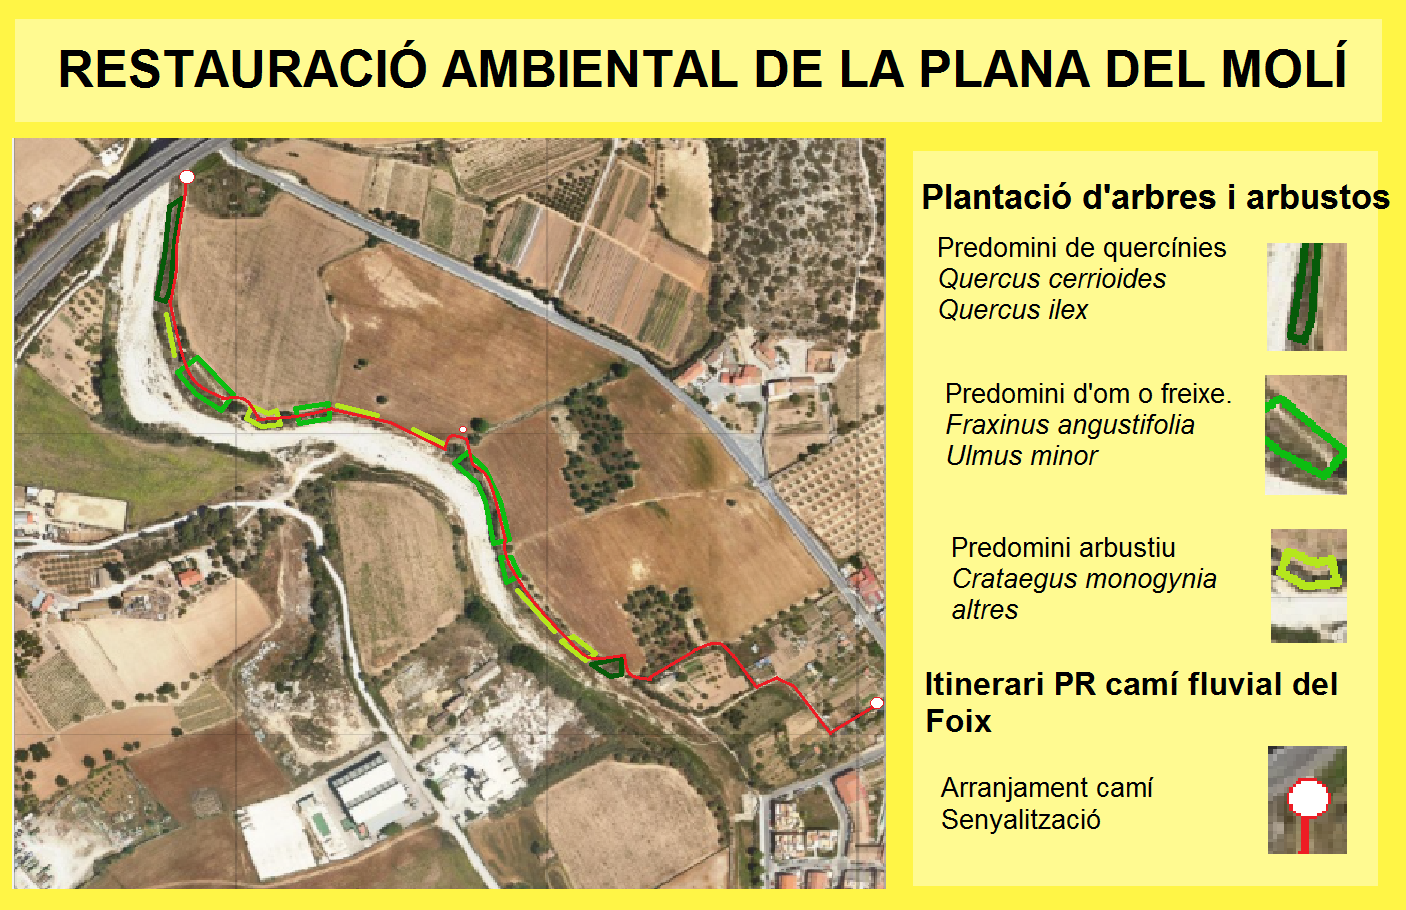 RESTAURACIÓ AMBIENTAL DE LA PLANA DEL MOLÍ
Plantació d'arbres i arbustos
Predomini de quercínies
Quercus cerrioides
Quercus ilex
Predomini d'om o freixe.
Fraxinus angustifolia
Ulmus minor
Predomini arbustiu
Crataegus monogynia
altres
Itinerari PR camí fluvial del
Foix
Arranjament camí
Senyalització